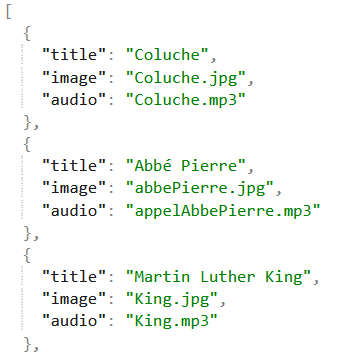 [
  {
    "title": "Coluche",
    "image": "Coluche.jpg",
    "audio": "Coluche.mp3"
  },
  {
    "title": "Abbé Pierre",
    "image": "abbePierre.jpg",
    "audio": "appelAbbePierre.mp3"
  },
  {
    "title": "Martin Luther King",
    "image": "King.jpg",
    "audio": "King.mp3"
  },